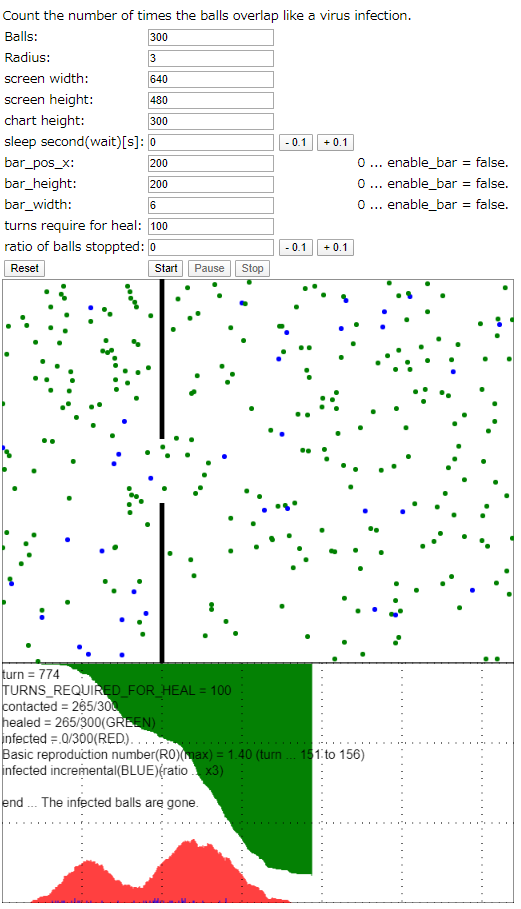 Count the number of times the balls overlap like a virus infection.
Balls: 300
Radius: 3
screen width: 640
screen height: 480
chart height: 300
sleep second(wait)[s]: 0 - 0.1 + 0.1
bar_pos_x: 200 0 ... enable_bar = false.
bar_height: 200 0 ... enable_bar = false.
bar_width: 6 0 ... enable_bar = false.
turns require for heal: 100
ratio of balls stoppted: 0 - 0.1 + 0.1
Reset Start Pause Stop
turn = 774
TURNS_REQUIRED_FOR_HEAL = 100
contacted = 265/300
healed = 265/300(GREEN)
infected = 0/300(RED)
Basic reproduction number(R0)(max) = 1.40 (turn ... 151 to 156)
infected incremental(BLUE)(ratio ... x3)
end ... The infected balls are gone.